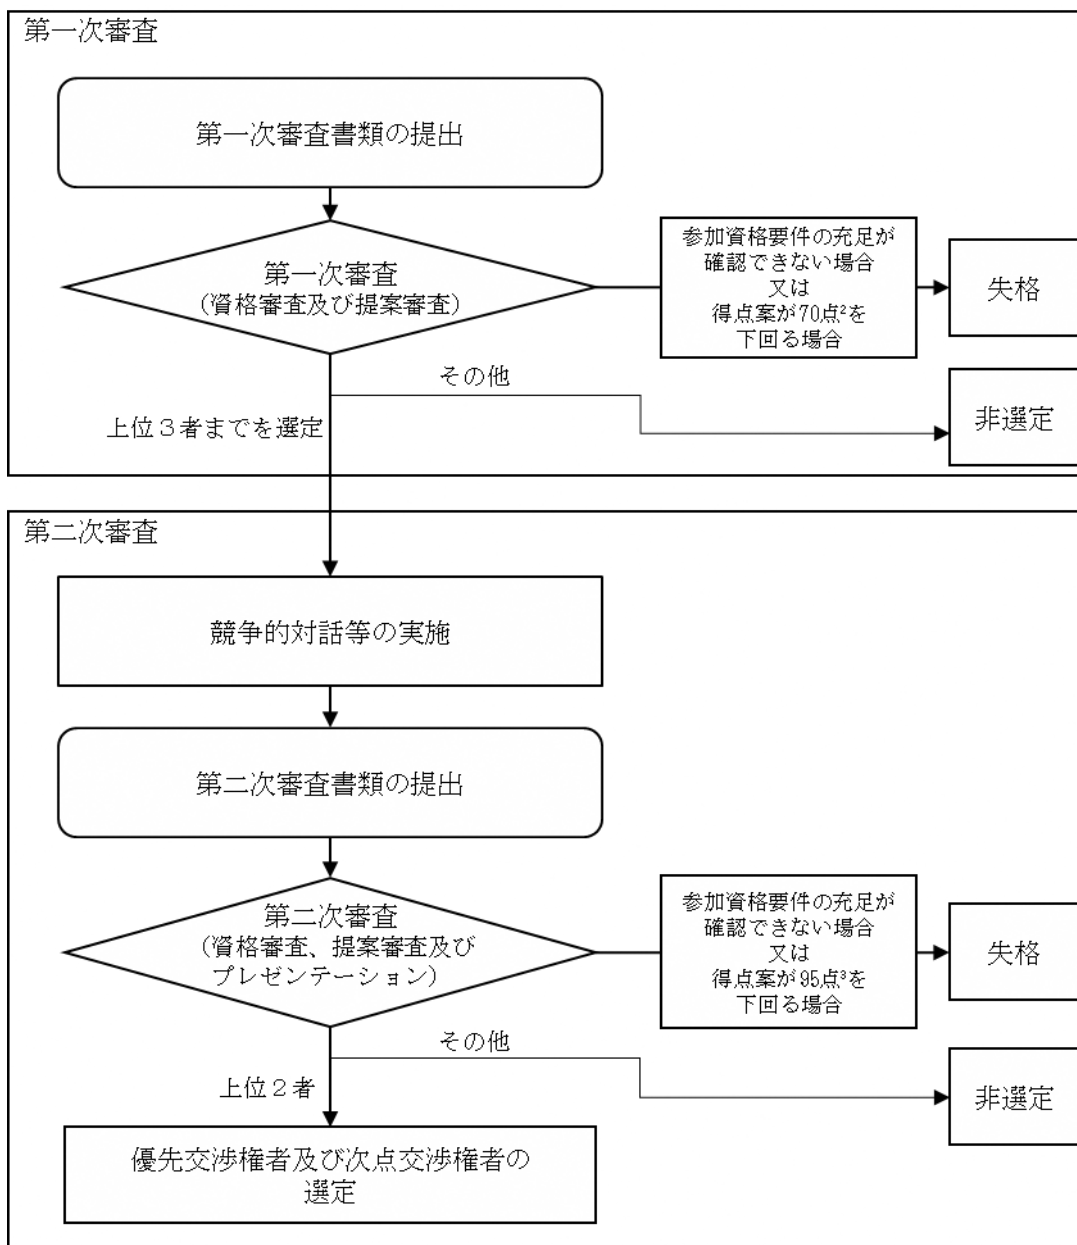 第一次審査
第一次審査書類の提出
第一次審査
（資格審査及び提案審査）
参加資格要件の充足が
確認できない場合
又は
得点案が70点²を
下回る場合
失格
その他
非選定
上位３者までを選定
第二次審査
競争的対話等の実施
第二次審査書類の提出
第二次審査
（資格審査、提案審査及び
プレゼンテーション）
参加資格要件の充足が
確認できない場合
又は
得点案が95点³を
下回る場合
失格
その他
非選定
上位２者
優先交渉権者及び次点交渉権者の
選定